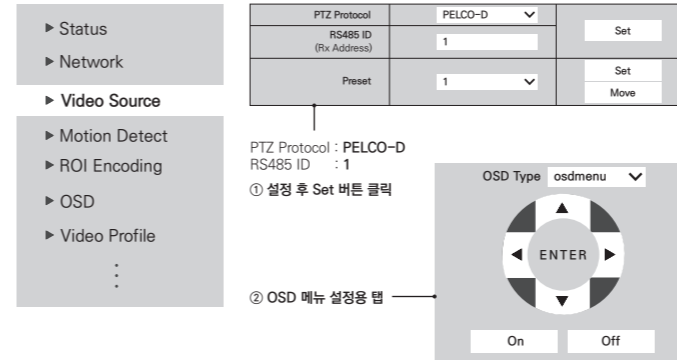 ▶ Status
▶ Network
▶ Video Source
▶ Motion Detect
▶ ROI Encoding
▶ OSD
▶ Video Profile
PTZ Protocol PELCO-D Set
RS485 ID
(Rx Address) 1
Preset 1 Set
Move
PTZ Protocol : PELCO-D
RS485 ID : 1
① 설정 후 Set 버튼 클릭
② OSD 메뉴 설정용 탭
OSD Type osdmenu
ENTER
On Off